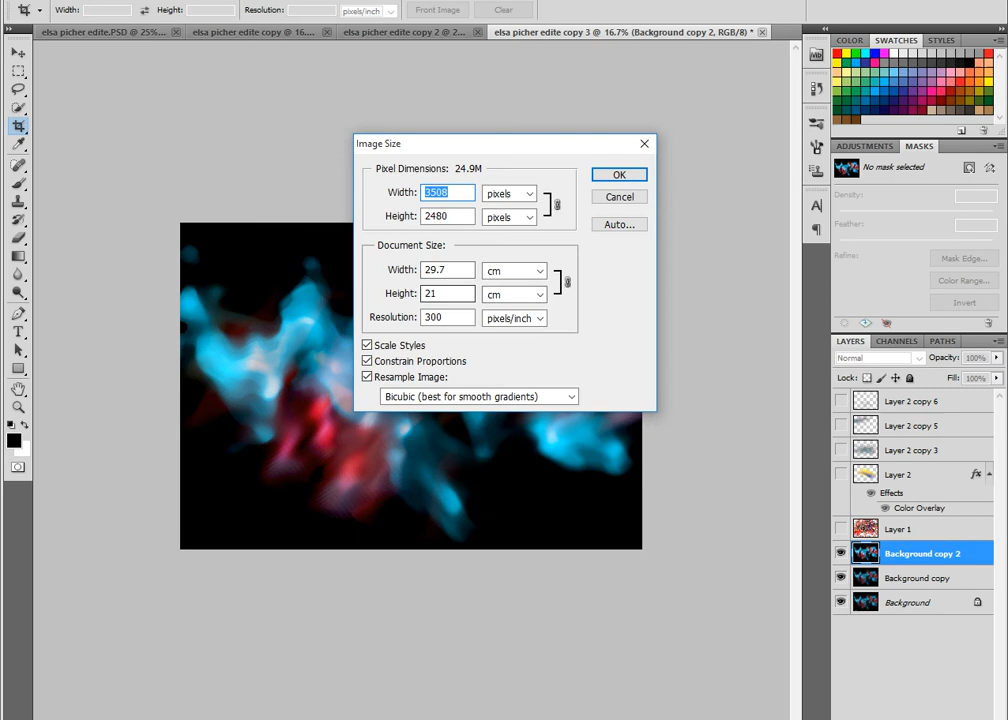 Width: Height: Resolution: pixels/inch Front Image Clear
elsa picher edite.PSD @ 25%... elsa picher edite copy @ 16.... elsa picher edite copy 2 @ 2... elsa picher edite copy 3 @ 16.7% (Background copy 2, RGB/8) *
COLOR SWATCHES STYLES
Image Size
Pixel Dimensions: 24.9M
Width: 3508 pixels
Height: 2480 pixels
OK
Cancel
Auto...
Document Size:
Width: 29.7 cm
Height: 21 cm
Resolution: 300 pixels/inch
Scale Styles
Constrain Proportions
Resample Image:
Bicubic (best for smooth gradients)
Mb
ADJUSTMENTS MASKS
No mask selected
Density:
Feather:
Refine: Mask Edge...
Color Range...
Invert
LAYERS CHANNELS PATHS
Normal Opacity: 100%
Lock: Fill: 100%
Layer 2 copy 6
Layer 2 copy 5
Layer 2 copy 3
Layer 2 fx
Effects
Color Overlay
Layer 1
Background copy 2
Background copy
Background